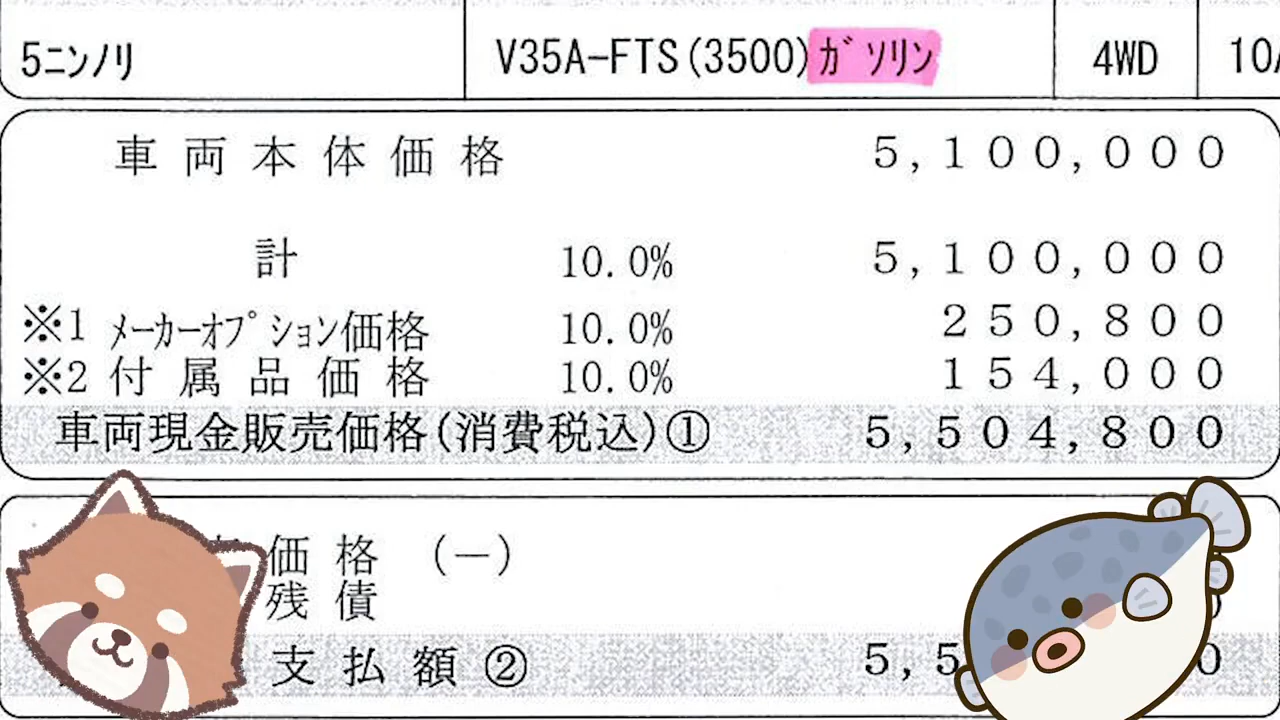 5ﾆﾝﾉﾘ V35A-FTS(3500)ｶﾞｿﾘﾝ 4WD 10
車両本体価格 5,100,000
計 10.0% 5,100,000
※1 ﾒｰｶｰｵﾌﾟｼｮﾝ価格 10.0% 250,800
※2 付属品価格 10.0% 154,000
車両現金販売価格(消費税込)① 5,504,800
価格 (－)
残債
支払額② 5,5 0